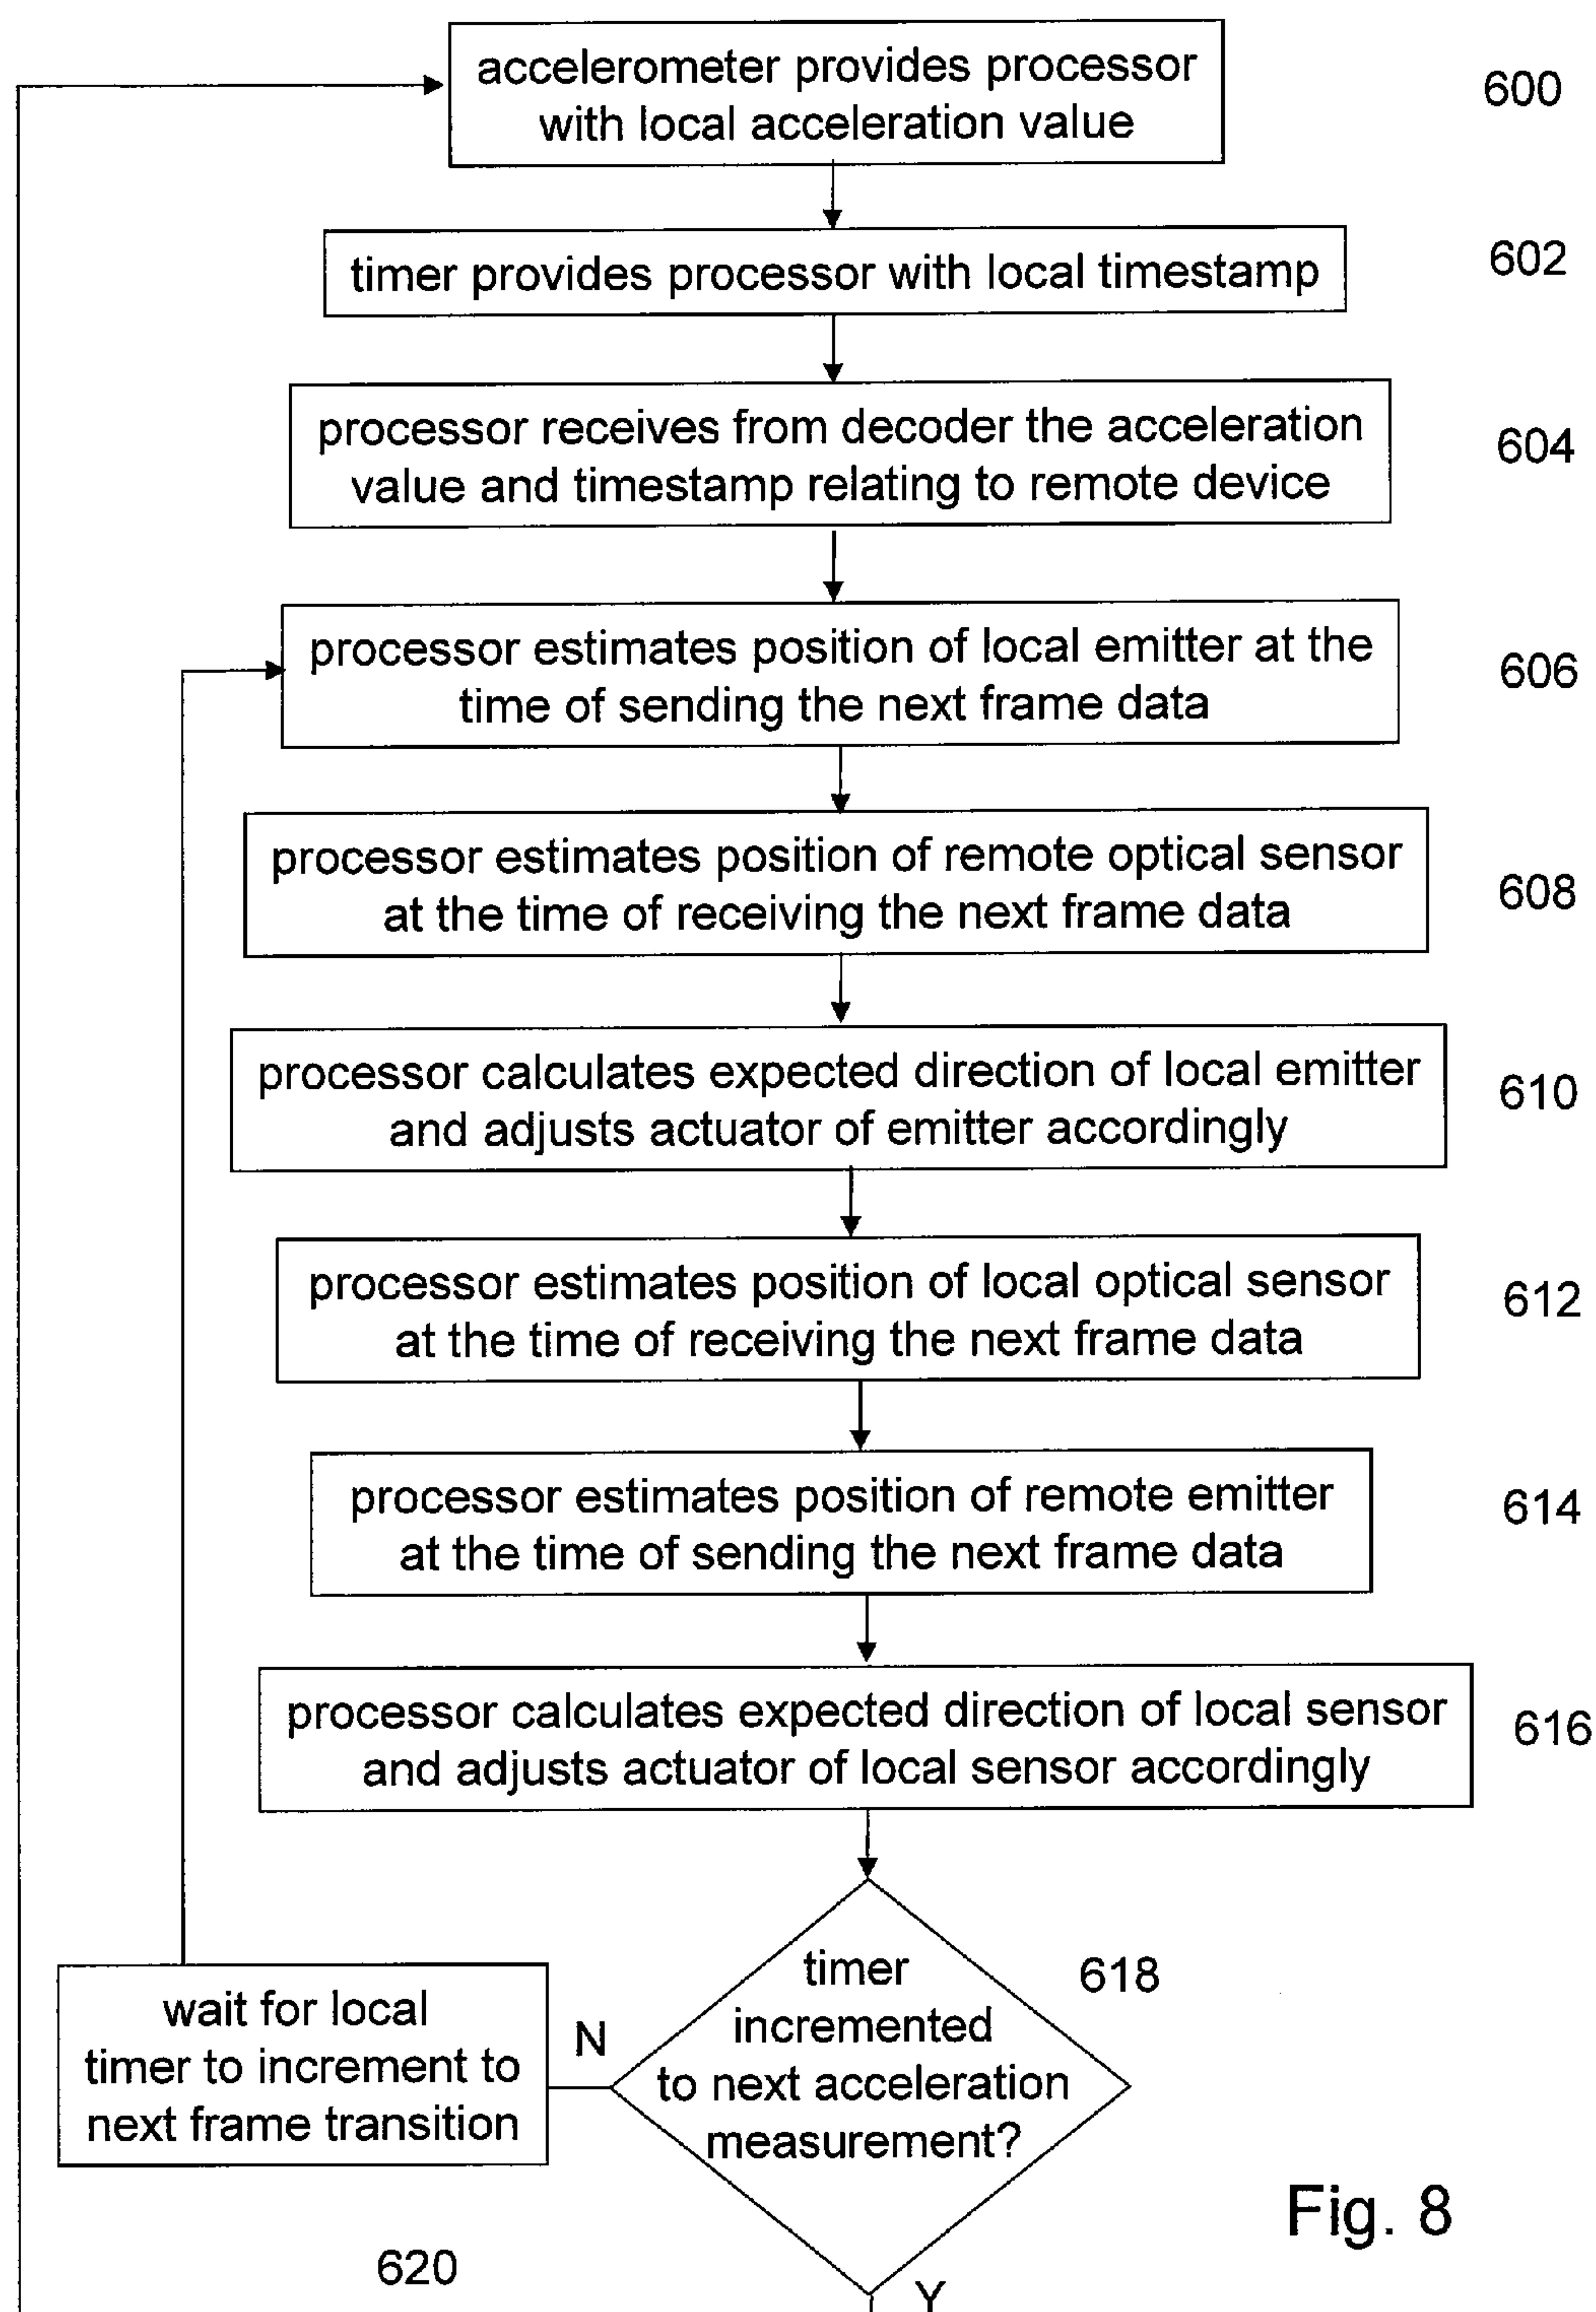 accelerometer provides processor
with local acceleration value
600
timer provides processor with local timestamp
602
processor receives from decoder the acceleration
value and timestamp relating to remote device
604
processor estimates position of local emitter at the
time of sending the next frame data
606
processor estimates position of remote optical sensor
at the time of receiving the next frame data
608
processor calculates expected direction of local emitter
and adjusts actuator of emitter accordingly
610
processor estimates position of local optical sensor
at the time of receiving the next frame data
612
processor estimates position of remote emitter
at the time of sending the next frame data
614
processor calculates expected direction of local sensor
and adjusts actuator of local sensor accordingly
616
timer
incremented
to next acceleration
measurement?
618
N
wait for local
timer to increment to
next frame transition
620
Y
Fig. 8